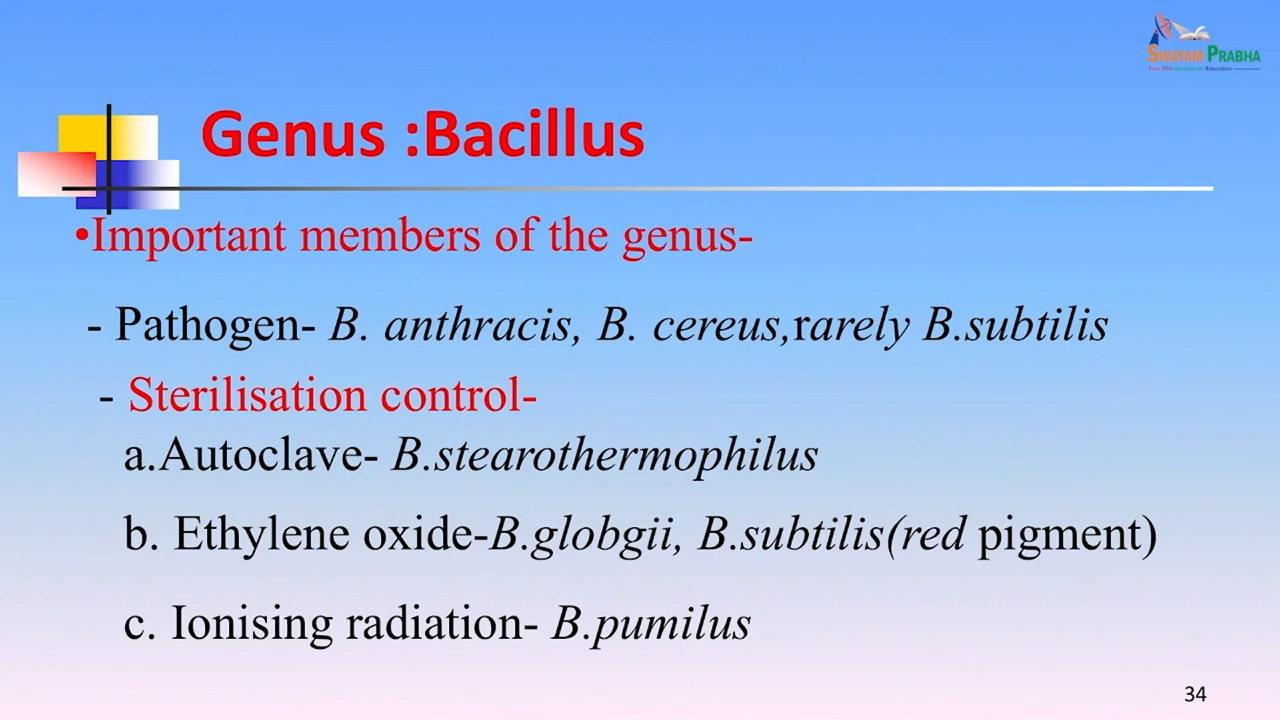 SWAYAM PRABHA
Genus :Bacillus
•Important members of the genus-
- Pathogen- B. anthracis, B. cereus,rarely B.subtilis
- Sterilisation control-
a.Autoclave- B.stearothermophilus
b. Ethylene oxide-B.globgii, B.subtilis(red pigment)
c. Ionising radiation- B.pumilus
34